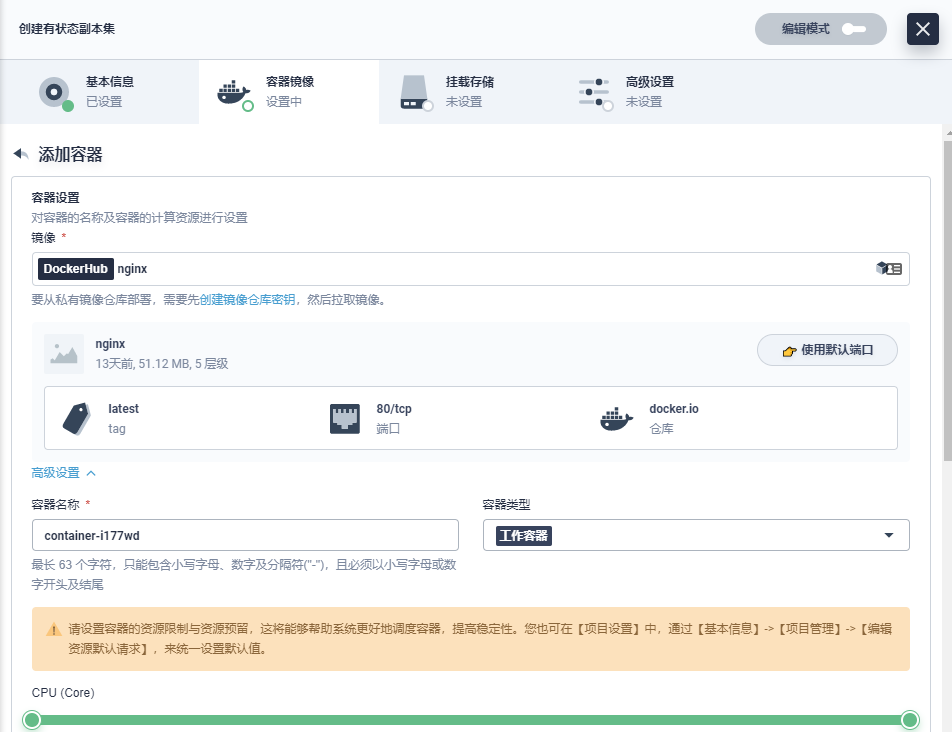 创建有状态副本集
编辑模式
基本信息
已设置
容器镜像
设置中
挂载存储
未设置
高级设置
未设置
添加容器
容器设置
对容器的名称及容器的计算资源进行设置
镜像 *
DockerHub nginx
要从私有镜像仓库部署，需要先创建镜像仓库密钥，然后拉取镜像。
nginx
13天前, 51.12 MB, 5 层级
使用默认端口
latest
tag
80/tcp
端口
docker.io
仓库
高级设置
容器名称 *
container-i177wd
最长 63 个字符，只能包含小写字母、数字及分隔符("-")，且必须以小写字母或数
字开头及结尾
容器类型
工作容器
请设置容器的资源限制与资源预留，这将能够帮助系统更好地调度容器，提高稳定性。您也可在【项目设置】中，通过【基本信息】->【项目管理】->【编辑
资源默认请求】，来统一设置默认值。
CPU (Core)